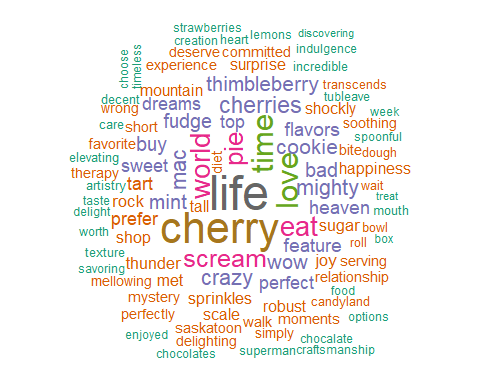 strawberries
creation heart lemons discovering
deserve committed indulgence
choose timeless experience surprise incredible
mountain thimbleberry transcends
decent dreams cherries shockly tubleave
wrong fudge top week
care short flavors soothing
favorite buy mac world pie time cookie bite spoonful
elevating dough
sweet diet love bad happiness
therapy life mighty
artistry tart wait
taste rock mint tall heaven treat
delight prefer cherry eat sugar mouth
worth shop feature roll bowl
texture scream box
savoring thunder wow joy serving
mellowing met crazy perfect relationship
mystery sprinkles robust food
perfectly scale moments candyland
saskatoon walk options
enjoyed delighting simply chocalate
chocolates superman craftsmanship